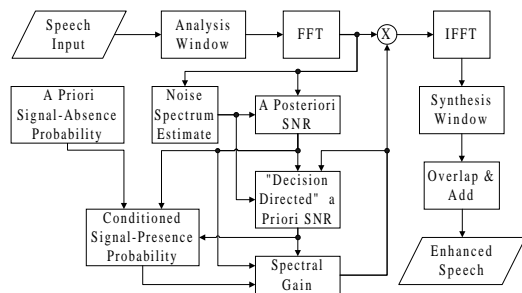 Speech
Input
Analysis
Window
FFT
X
IFFT
A Priori
Signal-Absence
Probability
Noise
Spectrum
Estimate
A Posteriori
SNR
Synthesis
Window
"Decision
Directed" a
Priori SNR
Overlap &
Add
Conditioned
Signal-Presence
Probability
Spectral
Gain
Enhanced
Speech